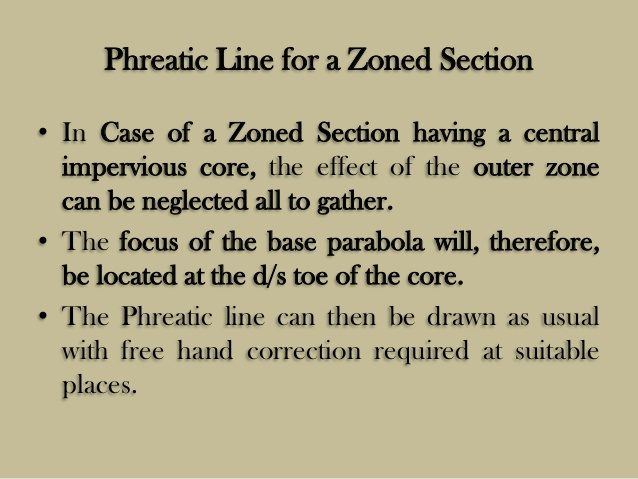 Phreatic Line for a Zoned Section
• In Case of a Zoned Section having a central
impervious core, the effect of the outer zone
can be neglected all to gather.
• The focus of the base parabola will, therefore,
be located at the d/s toe of the core.
• The Phreatic line can then be drawn as usual
with free hand correction required at suitable
places.